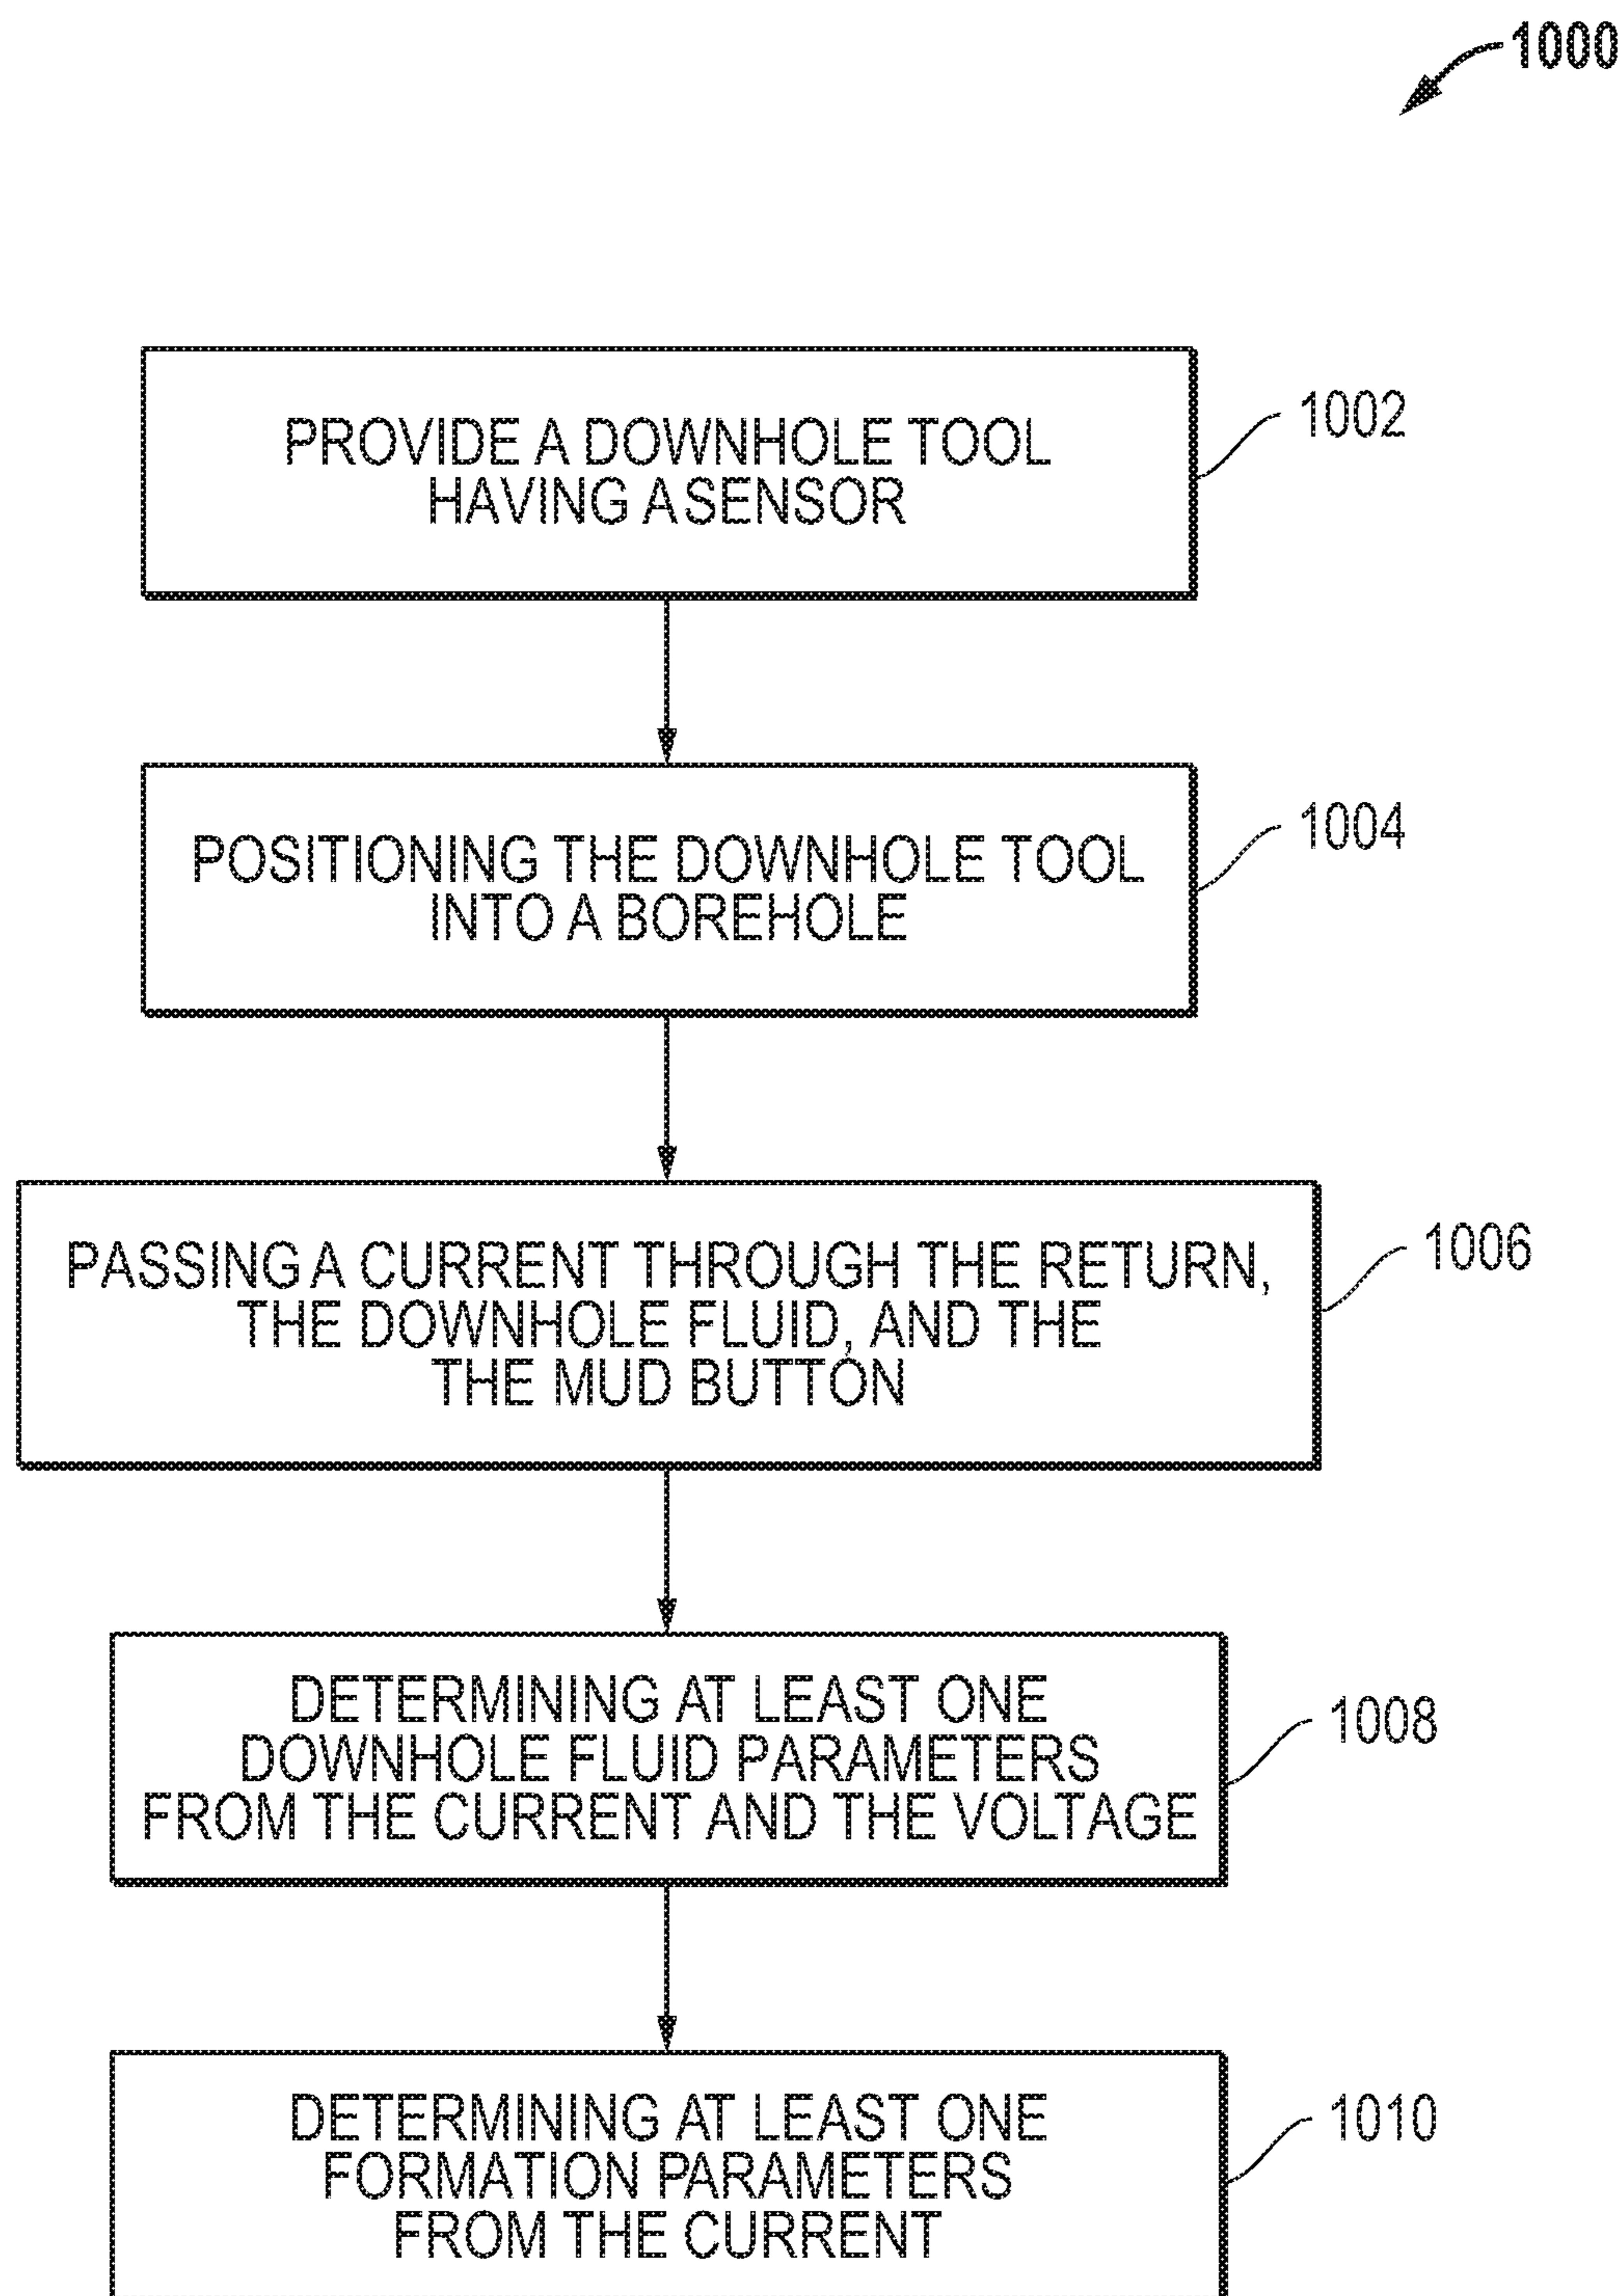 1000
PROVIDE A DOWNHOLE TOOL
HAVING A SENSOR
1002
POSITIONING THE DOWNHOLE TOOL
INTO A BOREHOLE
1004
PASSING A CURRENT THROUGH THE RETURN,
THE DOWNHOLE FLUID, AND THE
THE MUD BUTTON
1006
DETERMINING AT LEAST ONE
DOWNHOLE FLUID PARAMETERS
FROM THE CURRENT AND THE VOLTAGE
1008
DETERMINING AT LEAST ONE
FORMATION PARAMETERS
FROM THE CURRENT
1010